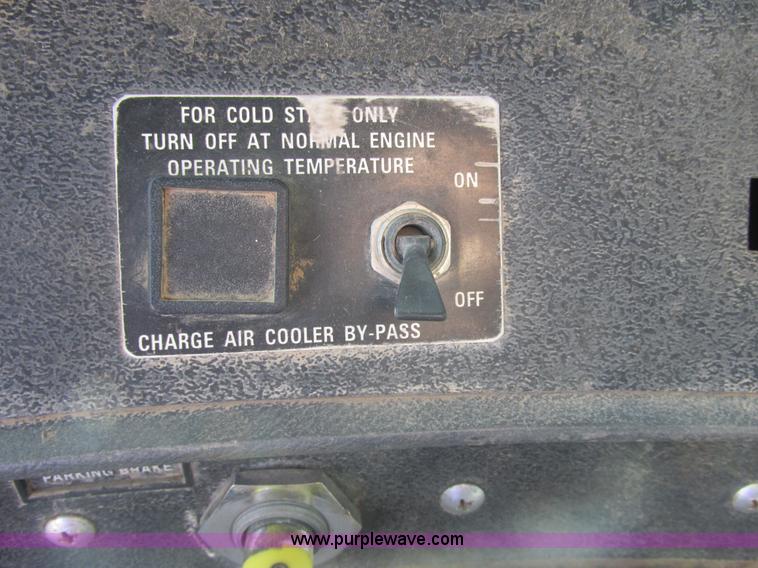 FOR COLD ONLY
TURN OFF AT NORMAL ENGINE
OPERATING TEMPERATURE
ON
OFF
CHARGE AIR COOLER BY-PASS
PARKING BRAKE
www.purplewave.com